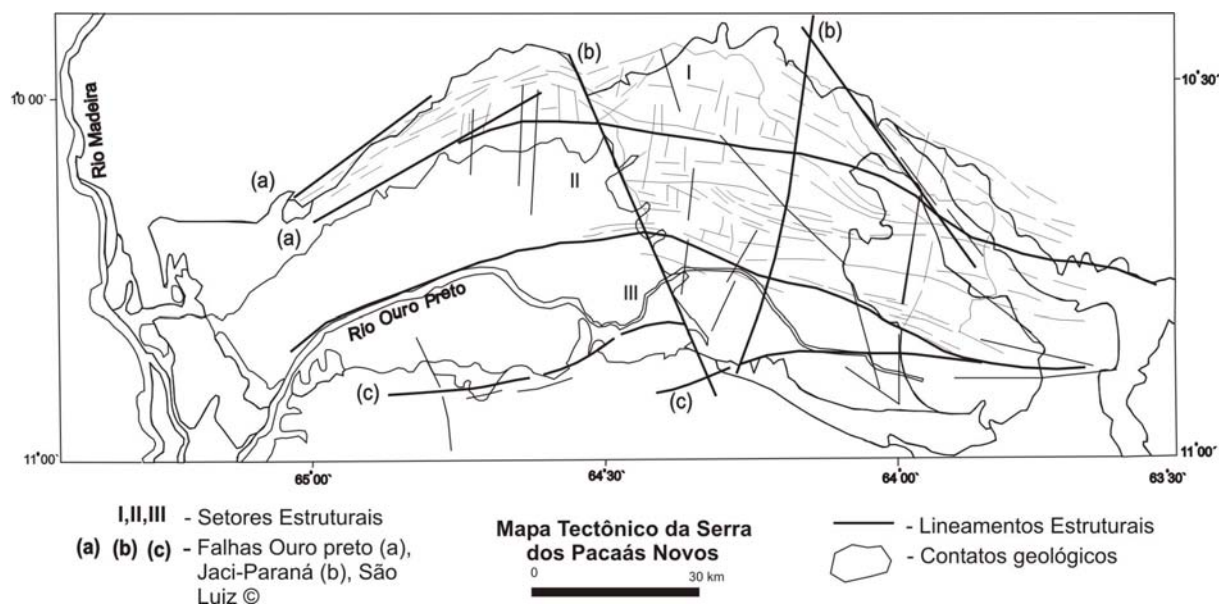 (b)
(b)
I
10°00'
10°30'
Rio Madeira
(a)
II
(a)
III
Rio Ouro Preto
(c)
(c)
11°00'
11°00'
65°00'
64°30'
64°00'
63°30'
I,II,III - Setores Estruturais
(a) (b) (c) - Falhas Ouro preto (a),
Jaci-Paraná (b), São
Luiz ©
Mapa Tectônico da Serra
dos Pacaás Novos
0 30 km
- Lineamentos Estruturais
- Contatos geológicos